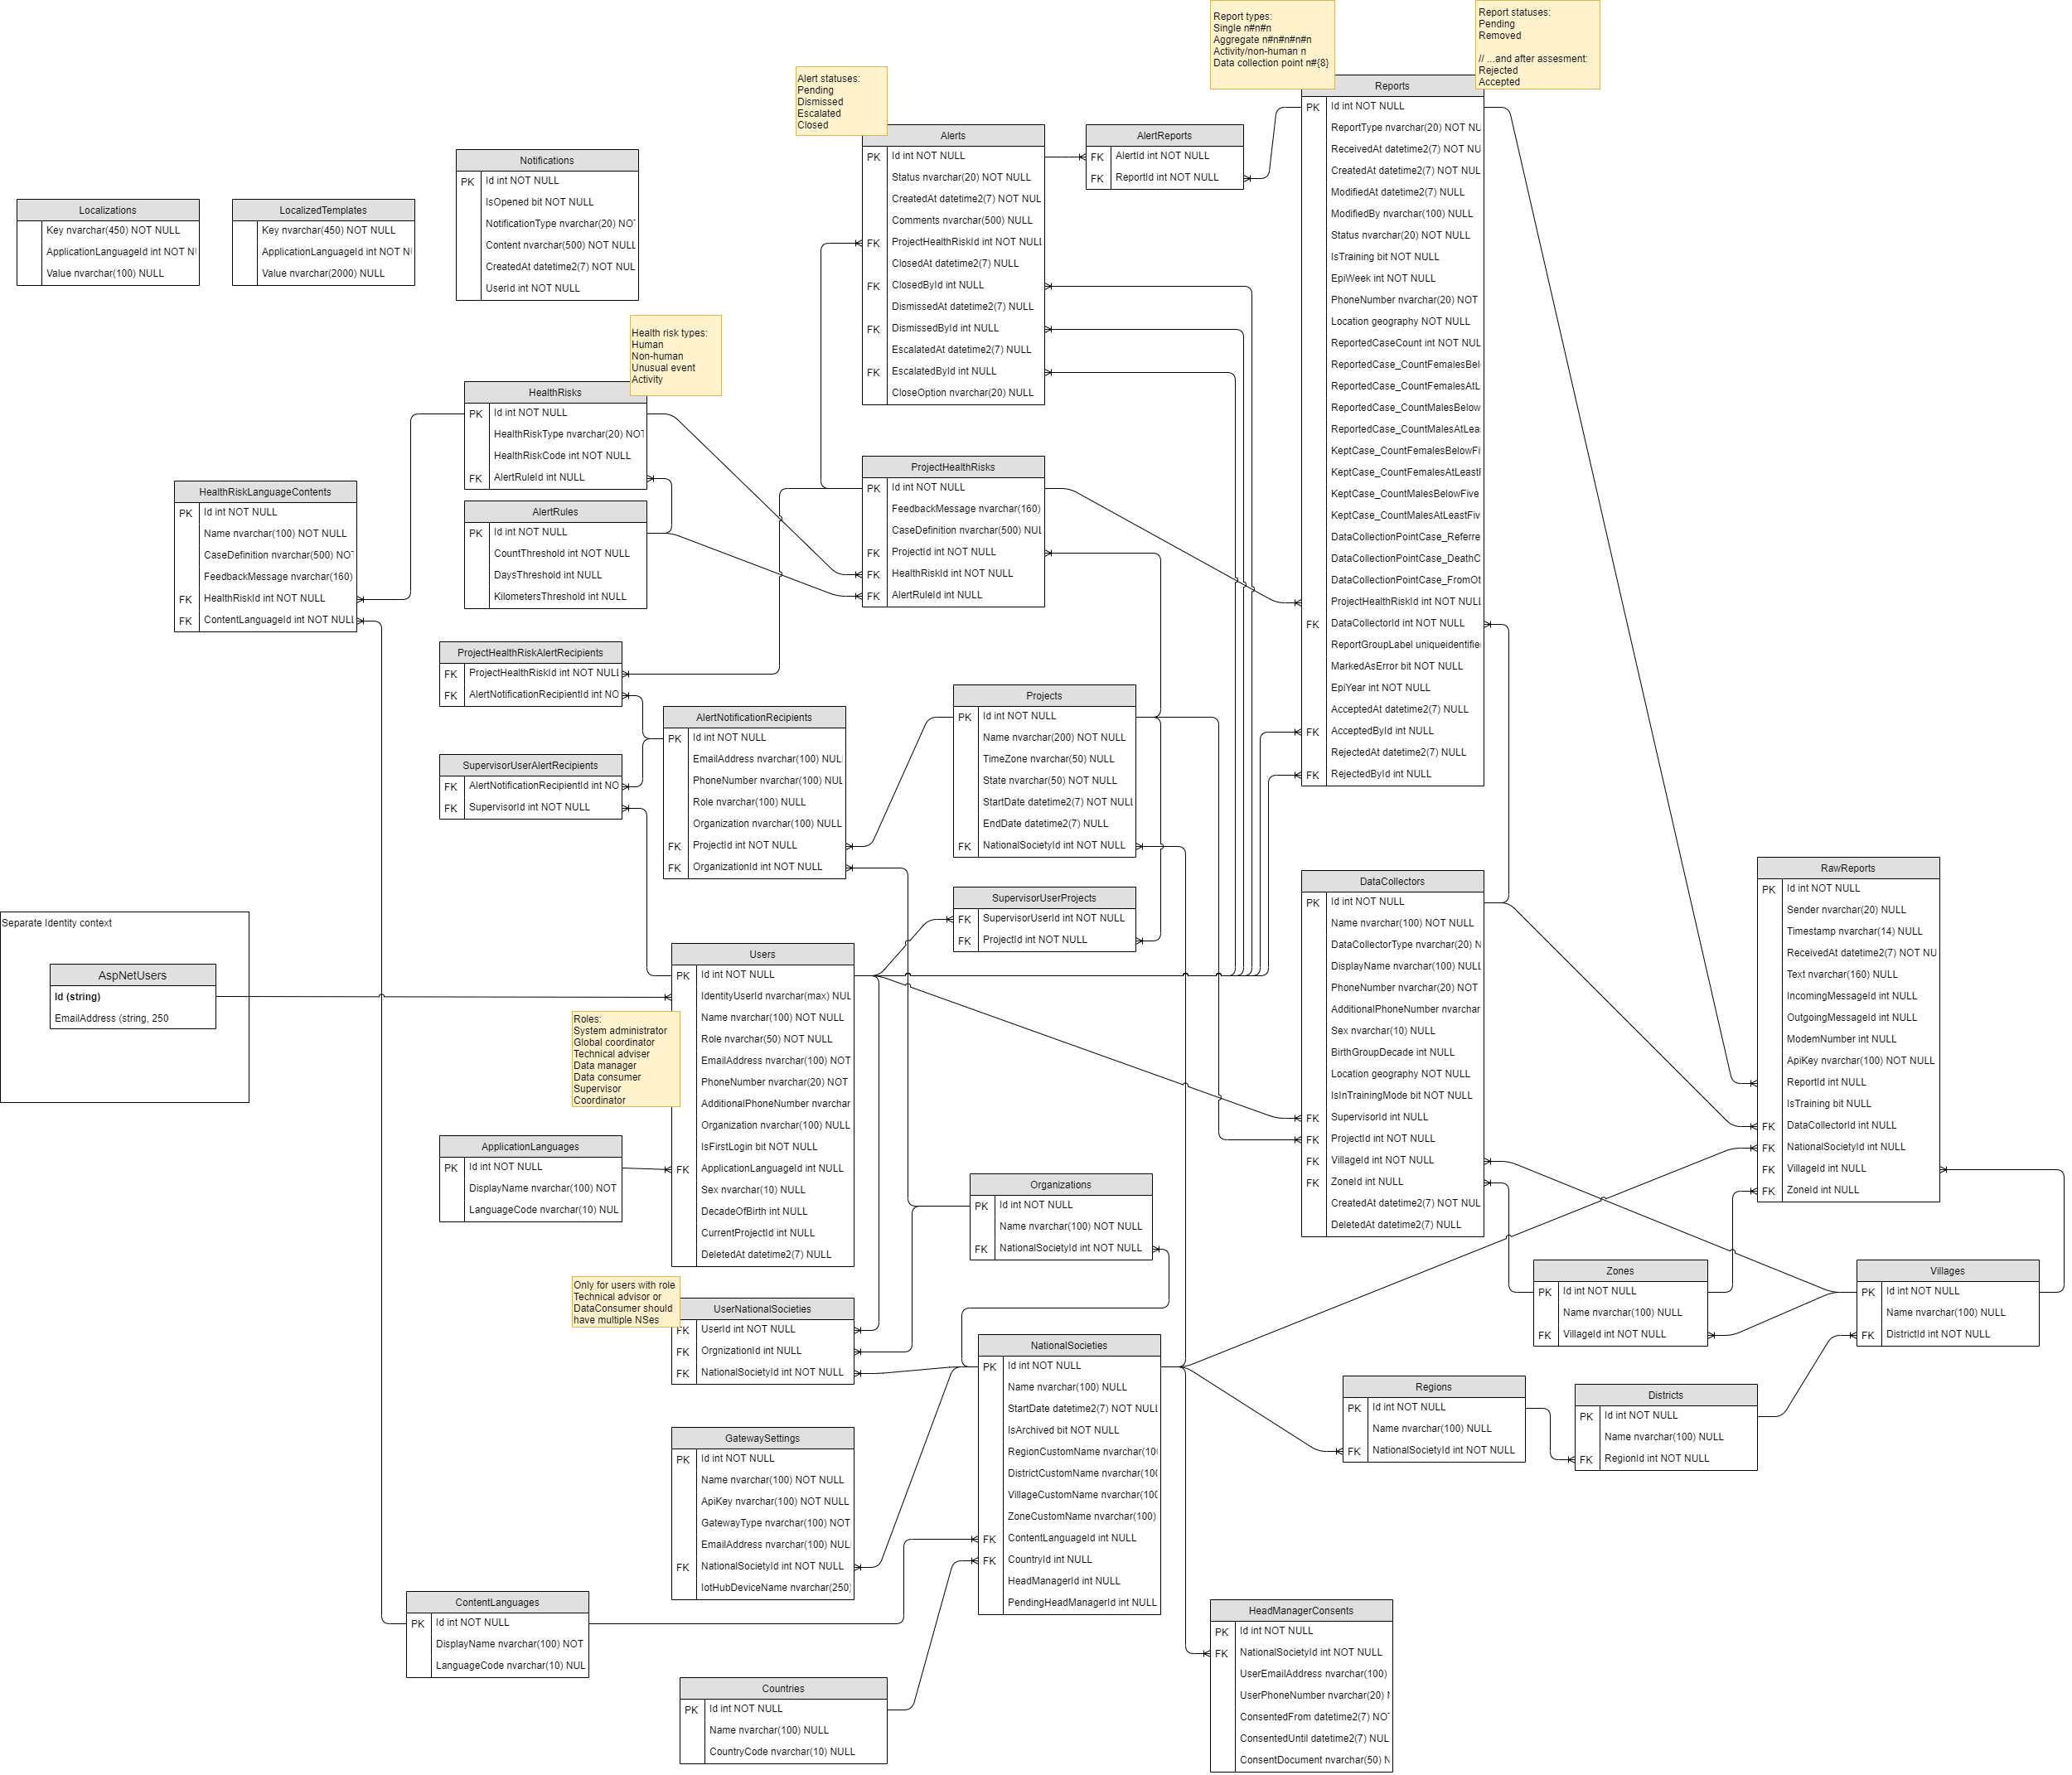 Report types:
Single n#n#n
Aggregate n#n#n#n#n
Activity/non-human n
Data collection point n#{8}
Report statuses:
Pending
Removed
// ...and after assesment:
Rejected
Accepted
Alert statuses:
Pending
Dismissed
Escalated
Closed
Reports
PK Id int NOT NULL
ReportType nvarchar(20) NOT NU
ReceivedAt datetime2(7) NOT NU
CreatedAt datetime2(7) NOT NUL
ModifiedAt datetime2(7) NULL
ModifiedBy nvarchar(100) NULL
Status nvarchar(20) NOT NULL
IsTraining bit NOT NULL
EpiWeek int NOT NULL
PhoneNumber nvarchar(20) NOT
Location geography NOT NULL
ReportedCaseCount int NOT NUL
ReportedCase_CountFemalesBel
ReportedCase_CountFemalesAtL
ReportedCase_CountMalesBelow
ReportedCase_CountMalesAtLea
KeptCase_CountFemalesBelowFi
KeptCase_CountFemalesAtLeast
KeptCase_CountMalesBelowFive
KeptCase_CountMalesAtLeastFiv
DataCollectionPointCase_Referre
DataCollectionPointCase_DeathC
DataCollectionPointCase_FromOt
ProjectHealthRiskId int NOT NULL
FK DataCollectorId int NOT NULL
ReportGroupLabel uniqueidentifie
MarkedAsError bit NOT NULL
EpiYear int NOT NULL
AcceptedAt datetime2(7) NULL
FK AcceptedById int NULL
RejectedAt datetime2(7) NULL
FK RejectedById int NULL
Alerts
PK Id int NOT NULL
Status nvarchar(20) NOT NULL
CreatedAt datetime2(7) NOT NUL
Comments nvarchar(500) NULL
FK ProjectHealthRiskId int NOT NULL
ClosedAt datetime2(7) NULL
FK ClosedById int NULL
DismissedAt datetime2(7) NULL
FK DismissedById int NULL
EscalatedAt datetime2(7) NULL
FK EscalatedById int NULL
CloseOption nvarchar(20) NULL
AlertReports
FK AlertId int NOT NULL
FK ReportId int NOT NULL
Notifications
PK Id int NOT NULL
IsOpened bit NOT NULL
NotificationType nvarchar(20) NOT
Content nvarchar(500) NOT NULL
CreatedAt datetime2(7) NOT NUL
UserId int NOT NULL
Localizations
Key nvarchar(450) NOT NULL
ApplicationLanguageId int NOT N
Value nvarchar(100) NULL
LocalizedTemplates
Key nvarchar(450) NOT NULL
ApplicationLanguageId int NOT N
Value nvarchar(2000) NULL
Health risk types:
Human
Non-human
Unusual event
Activity
HealthRisks
PK Id int NOT NULL
HealthRiskType nvarchar(20) NOT
HealthRiskCode int NOT NULL
FK AlertRuleId int NULL
ProjectHealthRisks
PK Id int NOT NULL
FeedbackMessage nvarchar(160)
CaseDefinition nvarchar(500) NUL
FK ProjectId int NOT NULL
FK HealthRiskId int NOT NULL
FK AlertRuleId int NULL
HealthRiskLanguageContents
PK Id int NOT NULL
Name nvarchar(100) NOT NULL
CaseDefinition nvarchar(500) NOT
FeedbackMessage nvarchar(160)
FK HealthRiskId int NOT NULL
FK ContentLanguageId int NOT NULL
AlertRules
PK Id int NOT NULL
CountThreshold int NOT NULL
DaysThreshold int NULL
KilometersThreshold int NULL
ProjectHealthRiskAlertRecipients
FK ProjectHealthRiskId int NOT NULL
FK AlertNotificationRecipientId int NO
Projects
PK Id int NOT NULL
Name nvarchar(200) NOT NULL
TimeZone nvarchar(50) NULL
State nvarchar(50) NOT NULL
StartDate datetime2(7) NOT NULL
EndDate datetime2(7) NULL
FK NationalSocietyId int NOT NULL
AlertNotificationRecipients
PK Id int NOT NULL
EmailAddress nvarchar(100) NUL
PhoneNumber nvarchar(100) NUL
Role nvarchar(100) NULL
Organization nvarchar(100) NULL
FK ProjectId int NOT NULL
FK OrganizationId int NOT NULL
SupervisorUserAlertRecipients
FK AlertNotificationRecipientId int NO
FK SupervisorId int NOT NULL
RawReports
PK Id int NOT NULL
Sender nvarchar(20) NULL
Timestamp nvarchar(14) NULL
ReceivedAt datetime2(7) NOT NU
Text nvarchar(160) NULL
IncomingMessageId int NULL
OutgoingMessageId int NULL
ModemNumber int NULL
ApiKey nvarchar(100) NOT NULL
ReportId int NULL
IsTraining bit NULL
FK DataCollectorId int NULL
FK NationalSocietyId int NULL
FK VillageId int NULL
FK ZoneId int NULL
DataCollectors
PK Id int NOT NULL
Name nvarchar(100) NOT NULL
DataCollectorType nvarchar(20) N
DisplayName nvarchar(100) NULL
PhoneNumber nvarchar(20) NOT
AdditionalPhoneNumber nvarchar
Sex nvarchar(10) NULL
BirthGroupDecade int NULL
Location geography NOT NULL
IsInTrainingMode bit NOT NULL
FK SupervisorId int NULL
FK ProjectId int NOT NULL
FK VillageId int NOT NULL
FK ZoneId int NULL
CreatedAt datetime2(7) NOT NUL
DeletedAt datetime2(7) NULL
SupervisorUserProjects
FK SupervisorUserId int NOT NULL
FK ProjectId int NOT NULL
Separate Identity context
AspNetUsers
Id (string)
EmailAddress (string, 250
Users
PK Id int NOT NULL
IdentityUserId nvarchar(max) NUL
Name nvarchar(100) NOT NULL
Role nvarchar(50) NOT NULL
EmailAddress nvarchar(100) NOT
PhoneNumber nvarchar(20) NOT
AdditionalPhoneNumber nvarchar
Organization nvarchar(100) NULL
IsFirstLogin bit NOT NULL
FK ApplicationLanguageId int NULL
Sex nvarchar(10) NULL
DecadeOfBirth int NULL
CurrentProjectId int NULL
DeletedAt datetime2(7) NULL
Roles:
System administrator
Global coordinator
Technical adviser
Data manager
Data consumer
Supervisor
Coordinator
ApplicationLanguages
PK Id int NOT NULL
DisplayName nvarchar(100) NOT
LanguageCode nvarchar(10) NUL
Organizations
PK Id int NOT NULL
Name nvarchar(100) NOT NULL
FK NationalSocietyId int NOT NULL
Zones
PK Id int NOT NULL
Name nvarchar(100) NULL
FK VillageId int NOT NULL
Villages
PK Id int NOT NULL
Name nvarchar(100) NULL
FK DistrictId int NOT NULL
Only for users with role
Technical advisor or
DataConsumer should
have multiple NSes
UserNationalSocieties
FK UserId int NOT NULL
FK OrgnizationId int NULL
FK NationalSocietyId int NOT NULL
NationalSocieties
PK Id int NOT NULL
Name nvarchar(100) NULL
StartDate datetime2(7) NOT NULL
IsArchived bit NOT NULL
RegionCustomName nvarchar(10
DistrictCustomName nvarchar(100
VillageCustomName nvarchar(100
ZoneCustomName nvarchar(100)
FK ContentLanguageId int NULL
FK CountryId int NULL
HeadManagerId int NULL
PendingHeadManagerId int NULL
Regions
PK Id int NOT NULL
Name nvarchar(100) NULL
FK NationalSocietyId int NOT NULL
Districts
PK Id int NOT NULL
Name nvarchar(100) NULL
FK RegionId int NOT NULL
GatewaySettings
PK Id int NOT NULL
Name nvarchar(100) NOT NULL
ApiKey nvarchar(100) NOT NULL
GatewayType nvarchar(100) NOT
EmailAddress nvarchar(100) NUL
FK NationalSocietyId int NOT NULL
IotHubDeviceName nvarchar(250)
ContentLanguages
PK Id int NOT NULL
DisplayName nvarchar(100) NOT
LanguageCode nvarchar(10) NUL
HeadManagerConsents
PK Id int NOT NULL
FK NationalSocietyId int NOT NULL
UserEmailAddress nvarchar(100)
UserPhoneNumber nvarchar(20) N
ConsentedFrom datetime2(7) NOT
ConsentedUntil datetime2(7) NUL
ConsentDocument nvarchar(50) N
Countries
PK Id int NOT NULL
Name nvarchar(100) NULL
CountryCode nvarchar(10) NULL